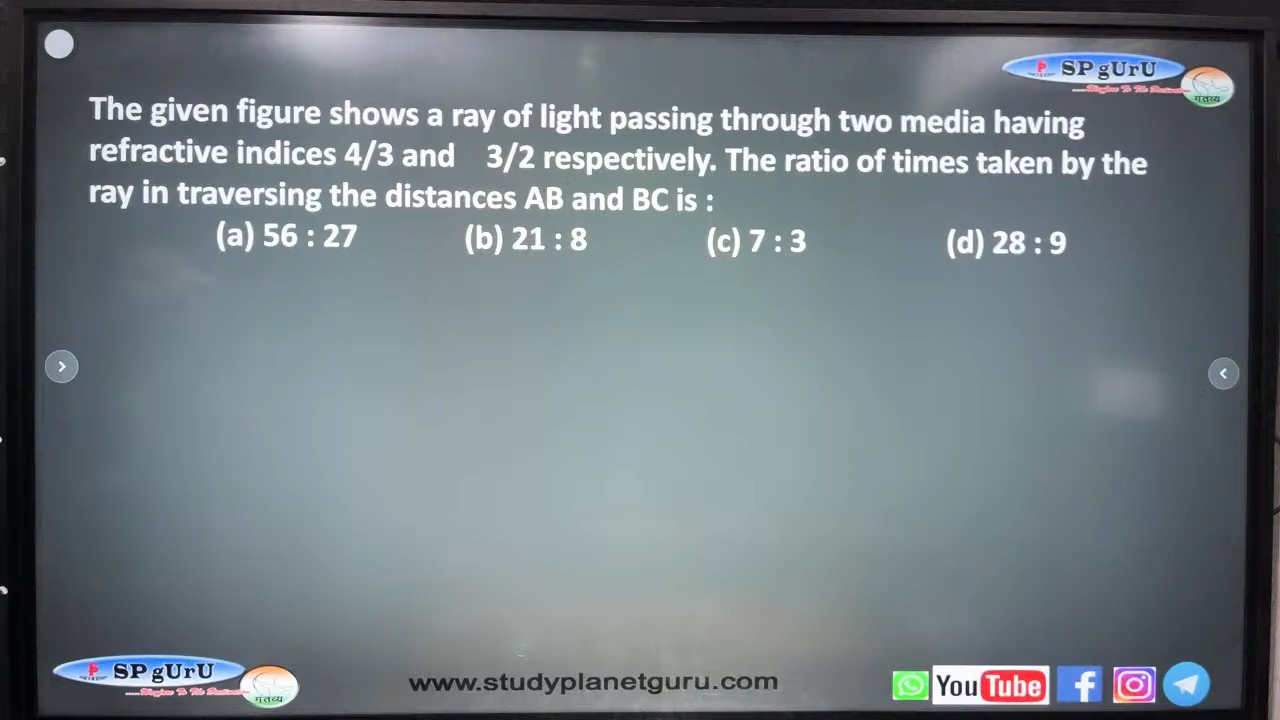 SP gUrU
गंतव्य
The given figure shows a ray of light passing through two media having
refractive indices 4/3 and 3/2 respectively. The ratio of times taken by the
ray in traversing the distances AB and BC is :
(a) 56 : 27 (b) 21 : 8 (c) 7 : 3 (d) 28 : 9
SP gUrU
गंतव्य
www.studyplanetguru.com
YouTube